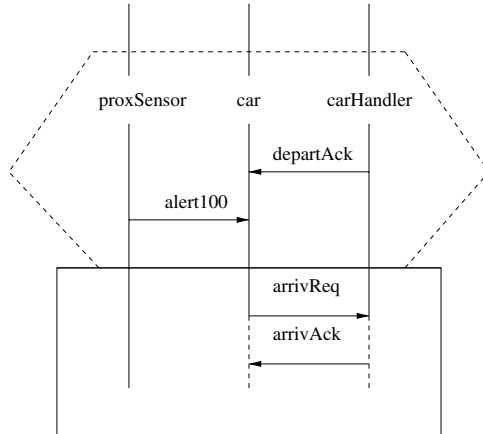 proxSensor car carHandler
departAck
alert100
arrivReq
arrivAck